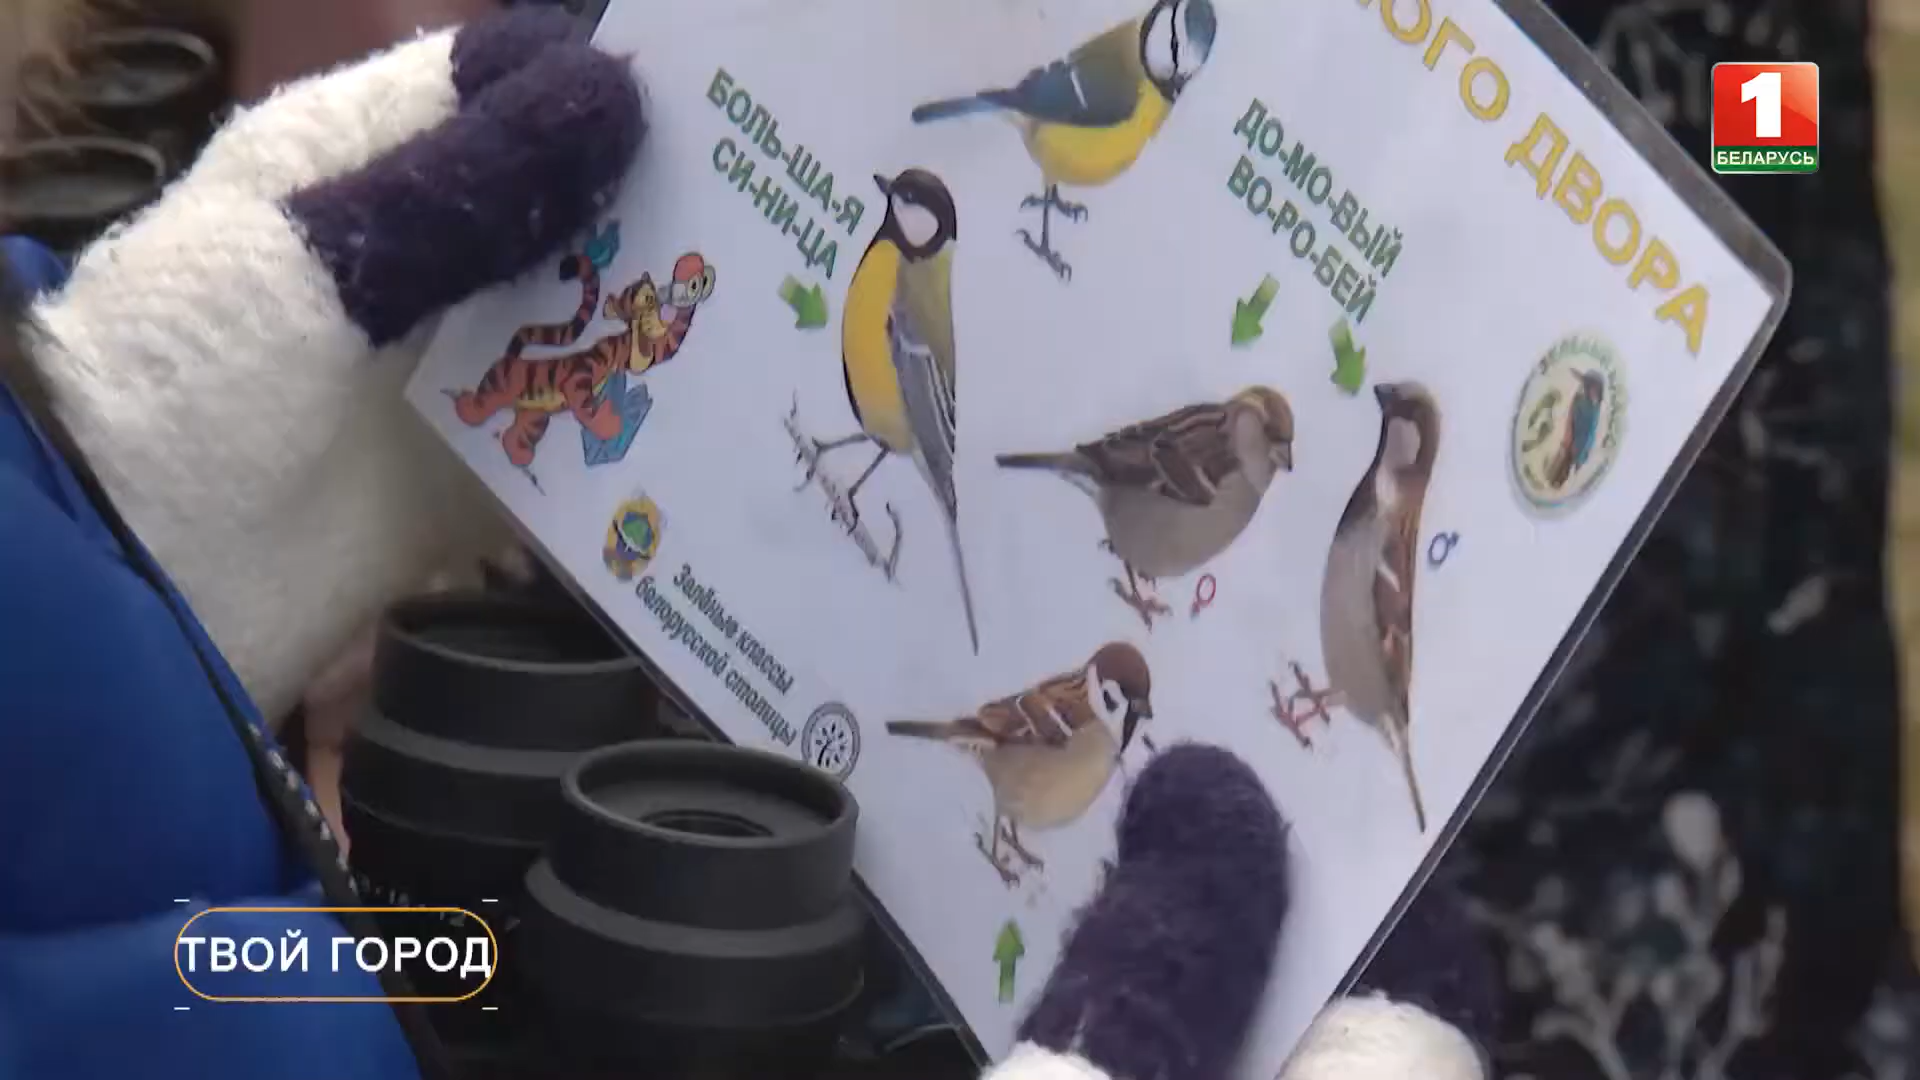 НОГО ДВОРА
БОЛЬ-ША-Я
СИ-НИ-ЦА
ДО-МО-ВЫЙ
ВО-РО-БЕЙ
Зелёные классы
белорусской столицы
1
БЕЛАРУСЬ
ТВОЙ ГОРОД